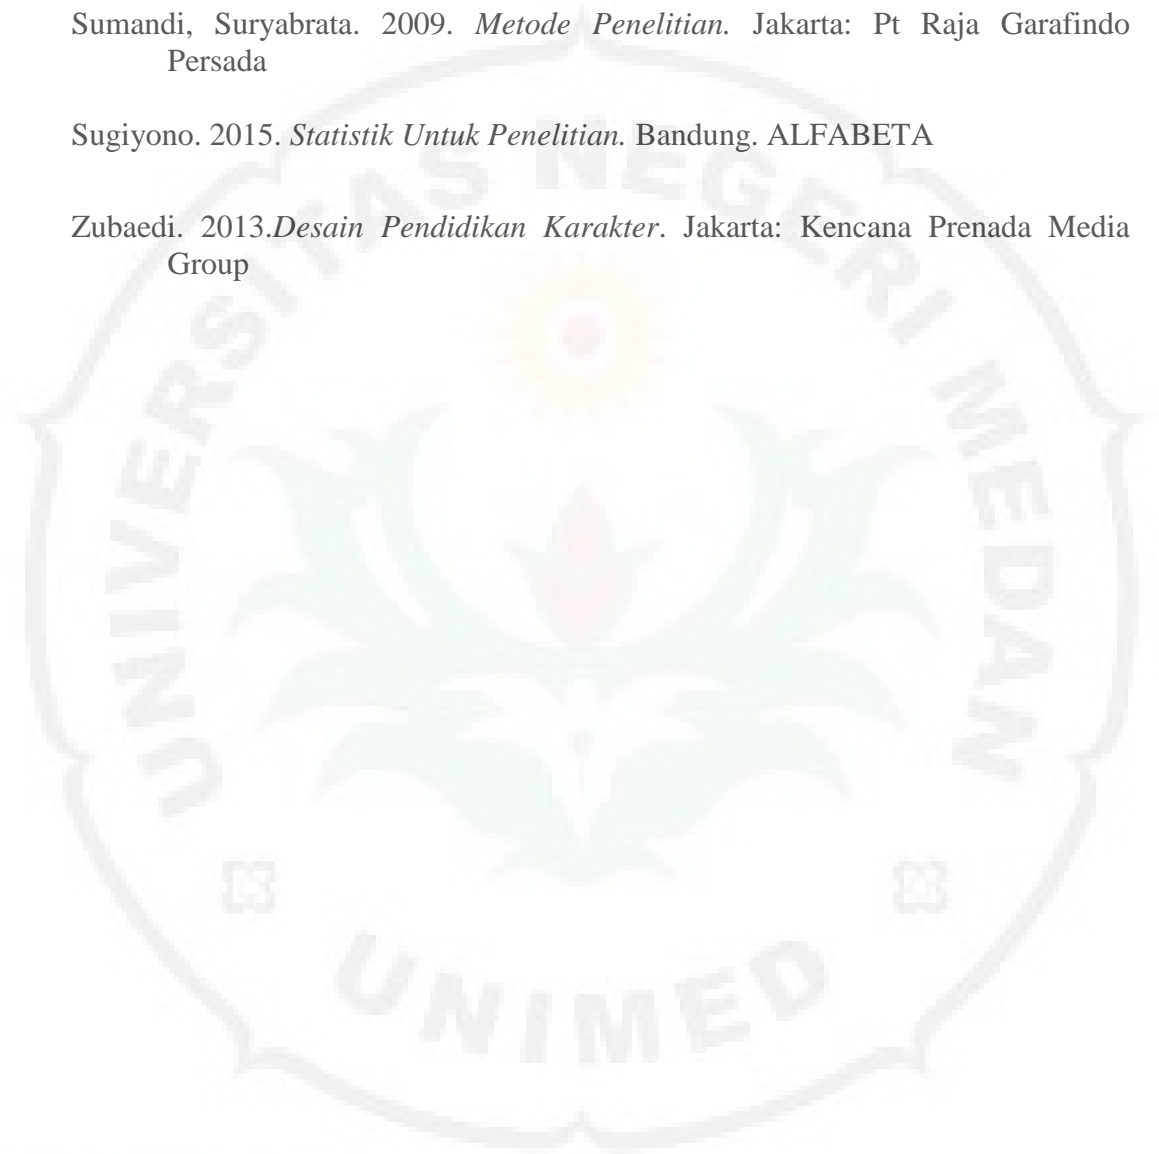 Sumandi, Suryabrata. 2009. Metode Penelitian. Jakarta: Pt Raja Garafindo
Persada
Sugiyono. 2015. Statistik Untuk Penelitian. Bandung. ALFABETA
Zubaedi. 2013.Desain Pendidikan Karakter. Jakarta: Kencana Prenada Media
Group
UNIVERSITAS NEGERI MEDAN
UNIMED